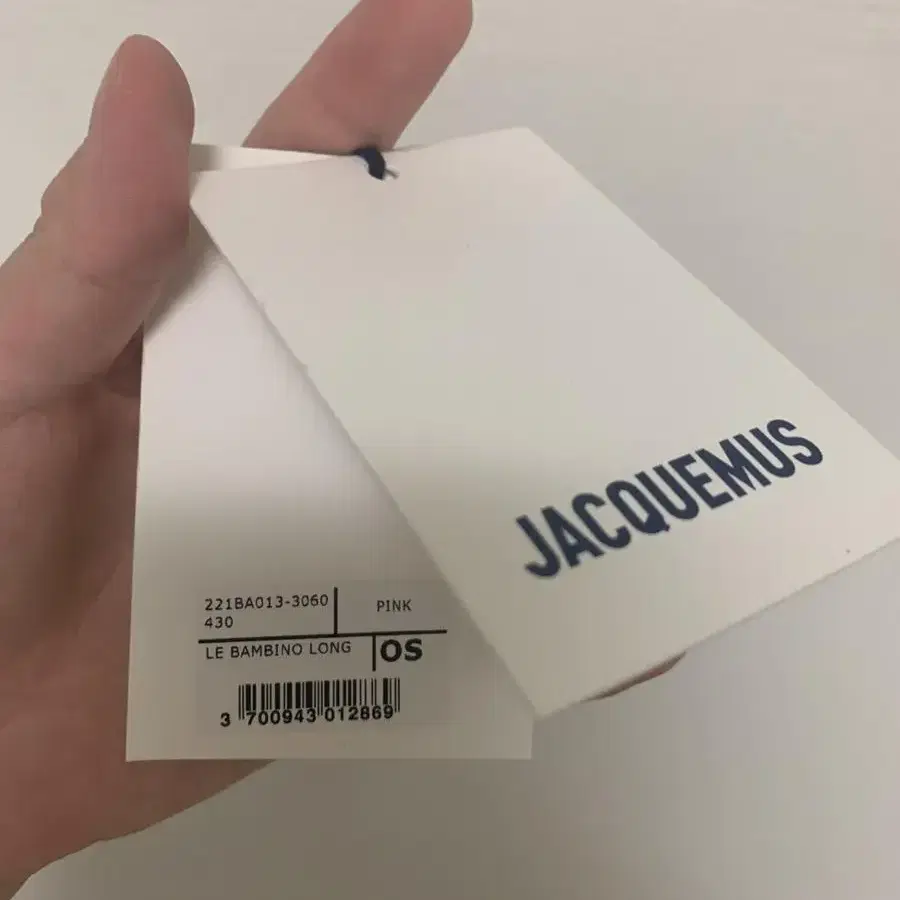 JACQUEMUS
221BA013-3060
430
PINK
LE BAMBINO LONG
OS
3 700943 012869